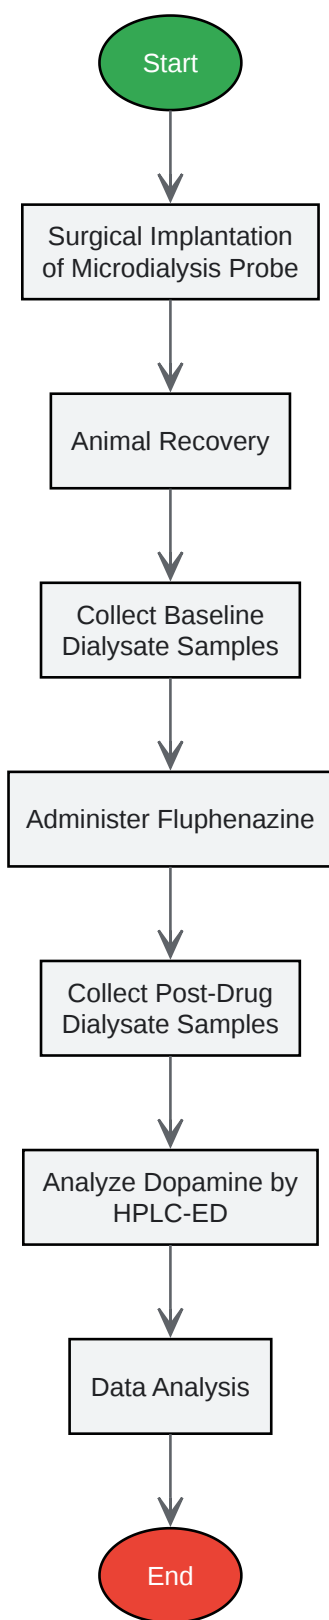 Start
Surgical Implantation
of Microdialysis Probe
Animal Recovery
Collect Baseline
Dialysate Samples
Administer Fluphenazine
Collect Post-Drug
Dialysate Samples
Analyze Dopamine by
HPLC-ED
Data Analysis
End